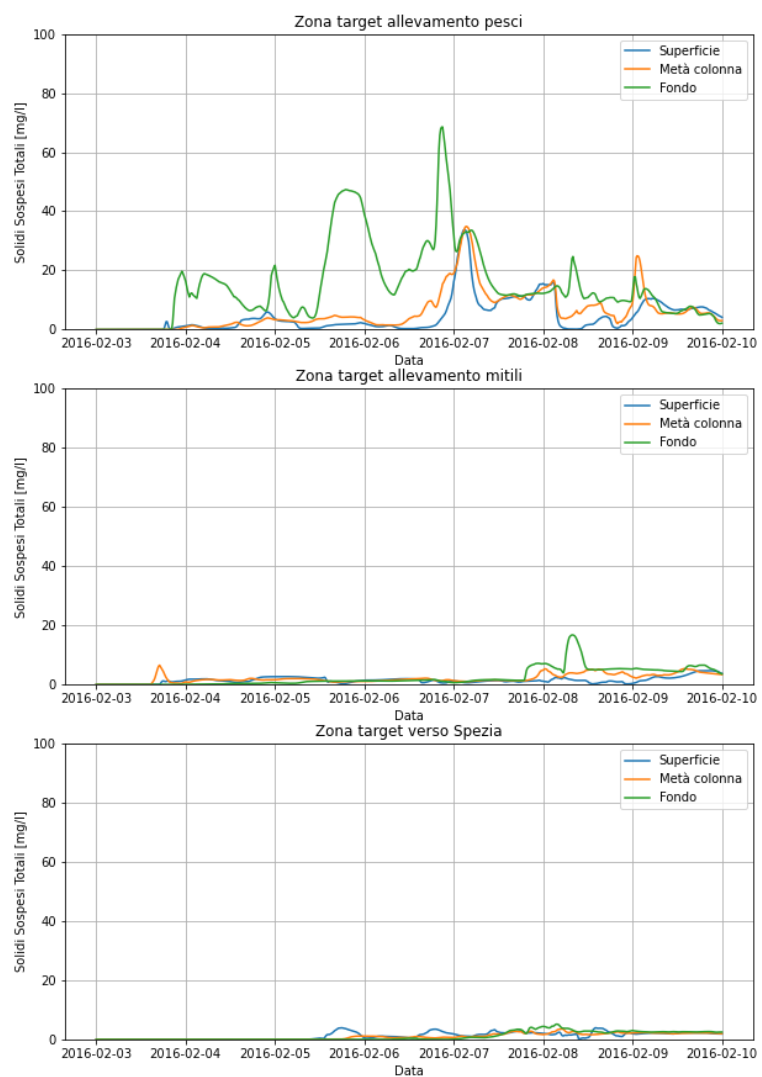 Zona target allevamento pesci
100
80
60
40
20
0
Solidi Sospesi Totali [mg/l]
Superficie
Metà colonna
Fondo
2016-02-03 2016-02-04 2016-02-05 2016-02-06 2016-02-07 2016-02-08 2016-02-09 2016-02-10
Data
Zona target allevamento mitili
100
80
60
40
20
0
Solidi Sospesi Totali [mg/l]
Superficie
Metà colonna
Fondo
2016-02-03 2016-02-04 2016-02-05 2016-02-06 2016-02-07 2016-02-08 2016-02-09 2016-02-10
Data
Zona target verso Spezia
100
80
60
40
20
0
Solidi Sospesi Totali [mg/l]
Superficie
Metà colonna
Fondo
2016-02-03 2016-02-04 2016-02-05 2016-02-06 2016-02-07 2016-02-08 2016-02-09 2016-02-10
Data